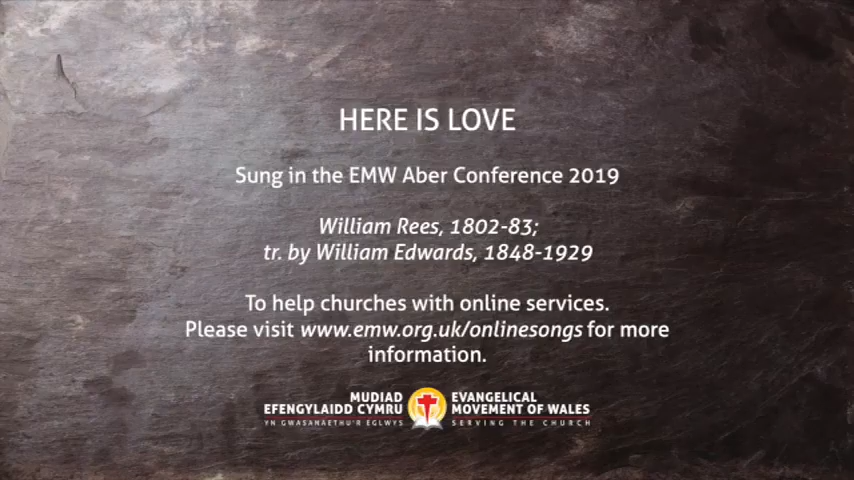 HERE IS LOVE
Sung in the EMW Aber Conference 2019
William Rees, 1802-83;
tr. by William Edwards, 1848-1929
To help churches with online services.
Please visit www.emw.org.uk/onlinesongs for more
information.
MUDIAD EFENGYLAIDD CYMRU
YN GWASANAETHU'R EGLWYS
EVANGELICAL MOVEMENT OF WALES
SERVING THE CHURCH